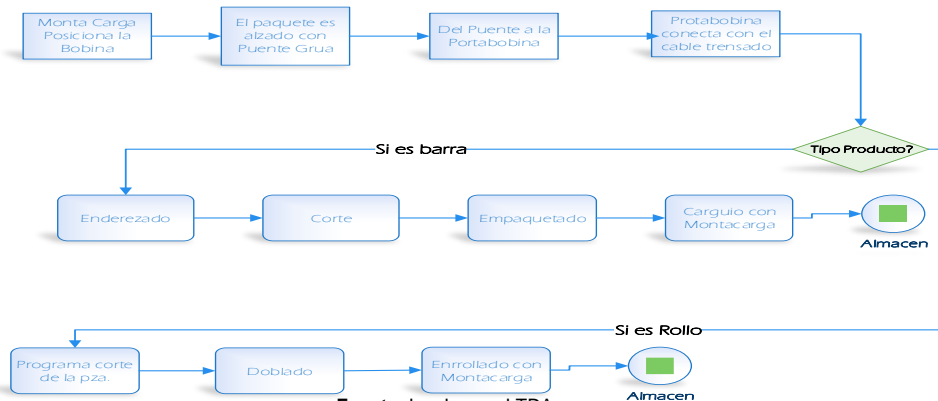 Monta Carga
Posiciona la
Bobina
El paquete es
alzado con
Puente Grua
Del Puente a la
Portabobina
Protabobina
conecta con el
cable trensado
Si es barra
Tipo Producto?
Enderezado
Corte
Empaquetado
Carguio con
Montacarga
Almacen
Si es Rollo
Programa corte
de la pza.
Doblado
Enrrollado con
Montacarga
Almacen